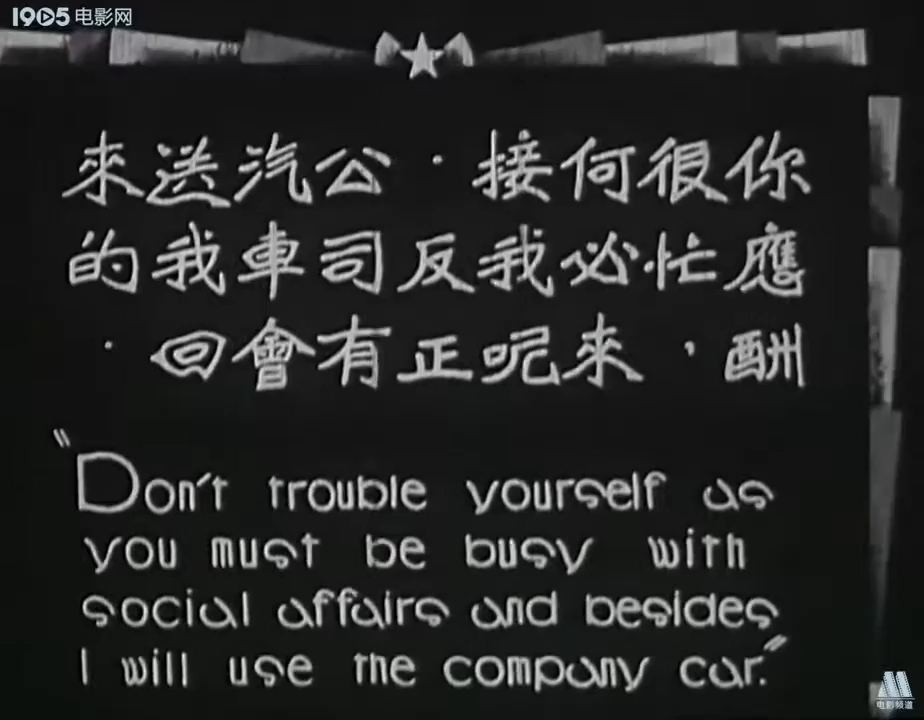 1905电影网
你應酬
很忙，
何必來
接我呢
·反正
公司有
汽車會
送我回
來的·
"Don't trouble yourself as
you must be busy with
social affairs and besides
I will use the company car."
电影频道